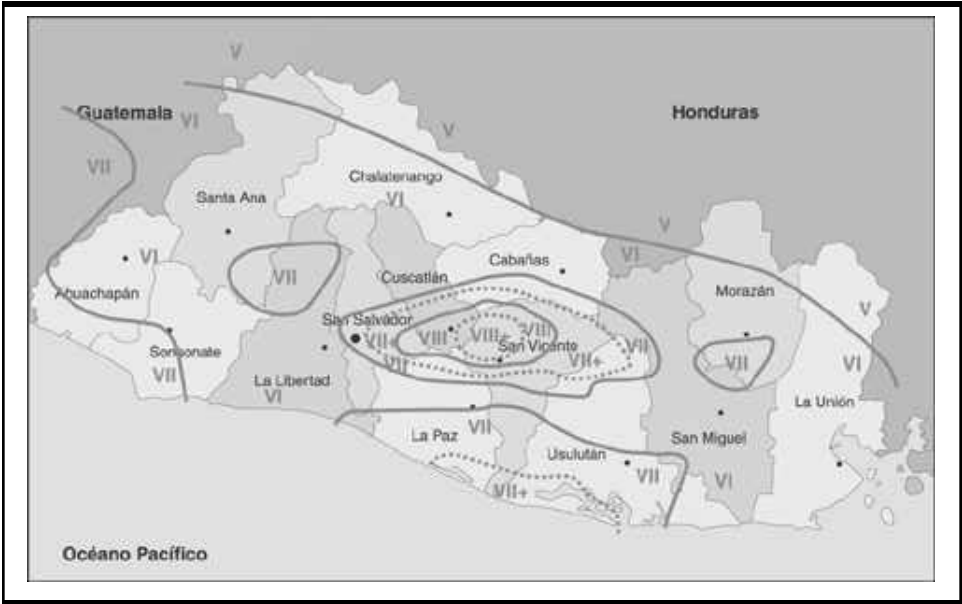 V
Guatemala
Honduras
VI
V
VII
Chalatenango
Santa Ana
VI
V
VI
VI
Cabañas
VII
Cuscatlán
Ahuachapán
Morazán
V
San Salvador
VIII
VIII
VIII+
VII+
San Vicente
VII
Sonsonate
VII
VII+
VII
VI
VII
La Libertad
VI
La Unión
La Paz
VII
San Miguel
Usulután
VII
VI
VII+
Océano Pacífico